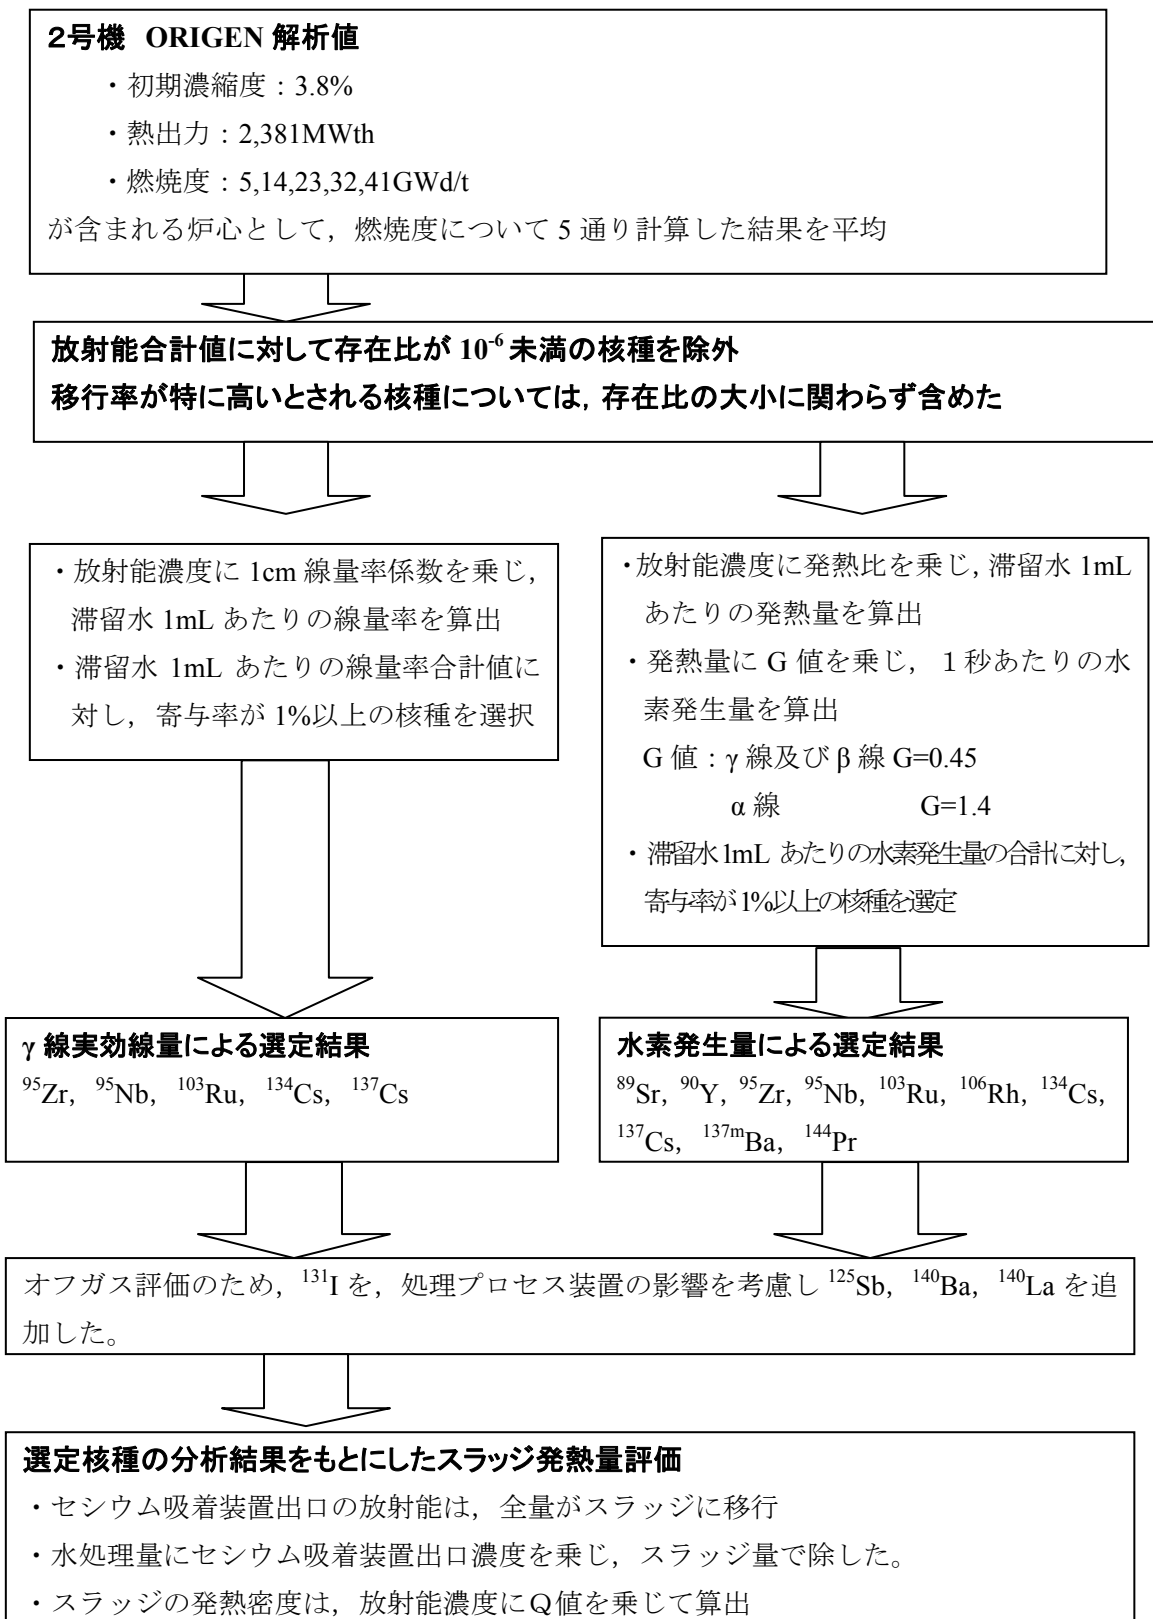 ２号機 ORIGEN 解析値
・初期濃縮度：3.8%
・熱出力：2,381MWth
・燃焼度：5,14,23,32,41GWd/t
が含まれる炉心として，燃焼度について 5 通り計算した結果を平均
放射能合計値に対して存在比が 10⁻⁶ 未満の核種を除外
移行率が特に高いとされる核種については，存在比の大小に関わらず含めた
・放射能濃度に 1cm 線量率係数を乗じ，
滞留水 1mL あたりの線量率を算出
・滞留水 1mL あたりの線量率合計値に
対し，寄与率が 1%以上の核種を選択
・放射能濃度に発熱比を乗じ，滞留水 1mL
あたりの発熱量を算出
・発熱量に G 値を乗じ，１秒あたりの水
素発生量を算出
G 値：γ 線及び β 線 G=0.45
α 線 G=1.4
・滞留水 1mL あたりの水素発生量の合計に対し，
寄与率が 1%以上の核種を選定
γ 線実効線量による選定結果
⁹⁵Zr，⁹⁵Nb，¹⁰³Ru，¹³⁴Cs，¹³⁷Cs
水素発生量による選定結果
⁸⁹Sr，⁹⁰Y，⁹⁵Zr，⁹⁵Nb，¹⁰³Ru，¹⁰⁶Rh，¹³⁴Cs，
¹³⁷Cs，¹³⁷ᵐBa，¹⁴⁴Pr
オフガス評価のため，¹³¹I を，処理プロセス装置の影響を考慮し ¹²⁵Sb，¹⁴⁰Ba，¹⁴⁰La を追
加した。
選定核種の分析結果をもとにしたスラッジ発熱量評価
・セシウム吸着装置出口の放射能は，全量がスラッジに移行
・水処理量にセシウム吸着装置出口濃度を乗じ，スラッジ量で除した。
・スラッジの発熱密度は，放射能濃度にＱ値を乗じて算出